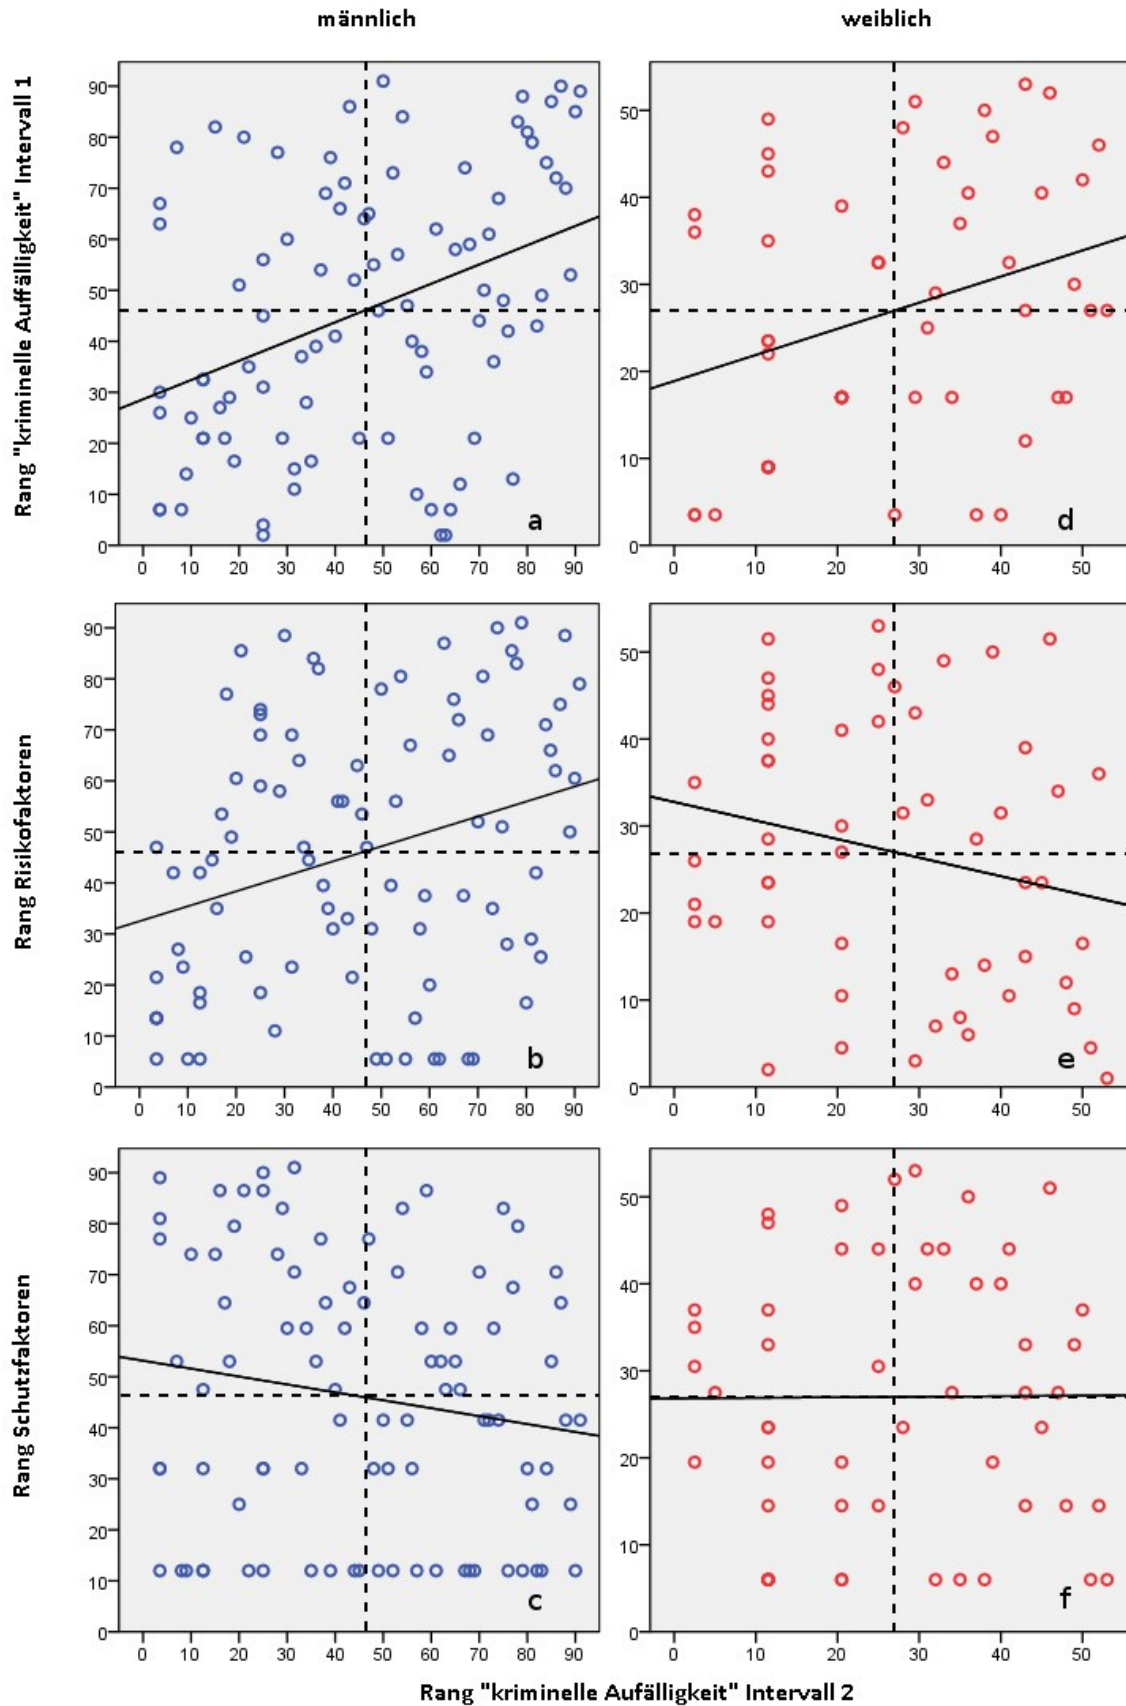 männlich
weiblich
Rang "kriminelle Auffälligkeit" Intervall 1
90
80
70
60
50
40
30
20
10
0
a
0 10 20 30 40 50 60 70 80 90
50
40
30
20
10
0
d
0 10 20 30 40 50
Rang Risikofaktoren
90
80
70
60
50
40
30
20
10
0
b
0 10 20 30 40 50 60 70 80 90
50
40
30
20
10
0
e
0 10 20 30 40 50
Rang Schutzfaktoren
90
80
70
60
50
40
30
20
10
0
c
0 10 20 30 40 50 60 70 80 90
50
40
30
20
10
0
f
0 10 20 30 40 50
Rang "kriminelle Aufälligkeit" Intervall 2